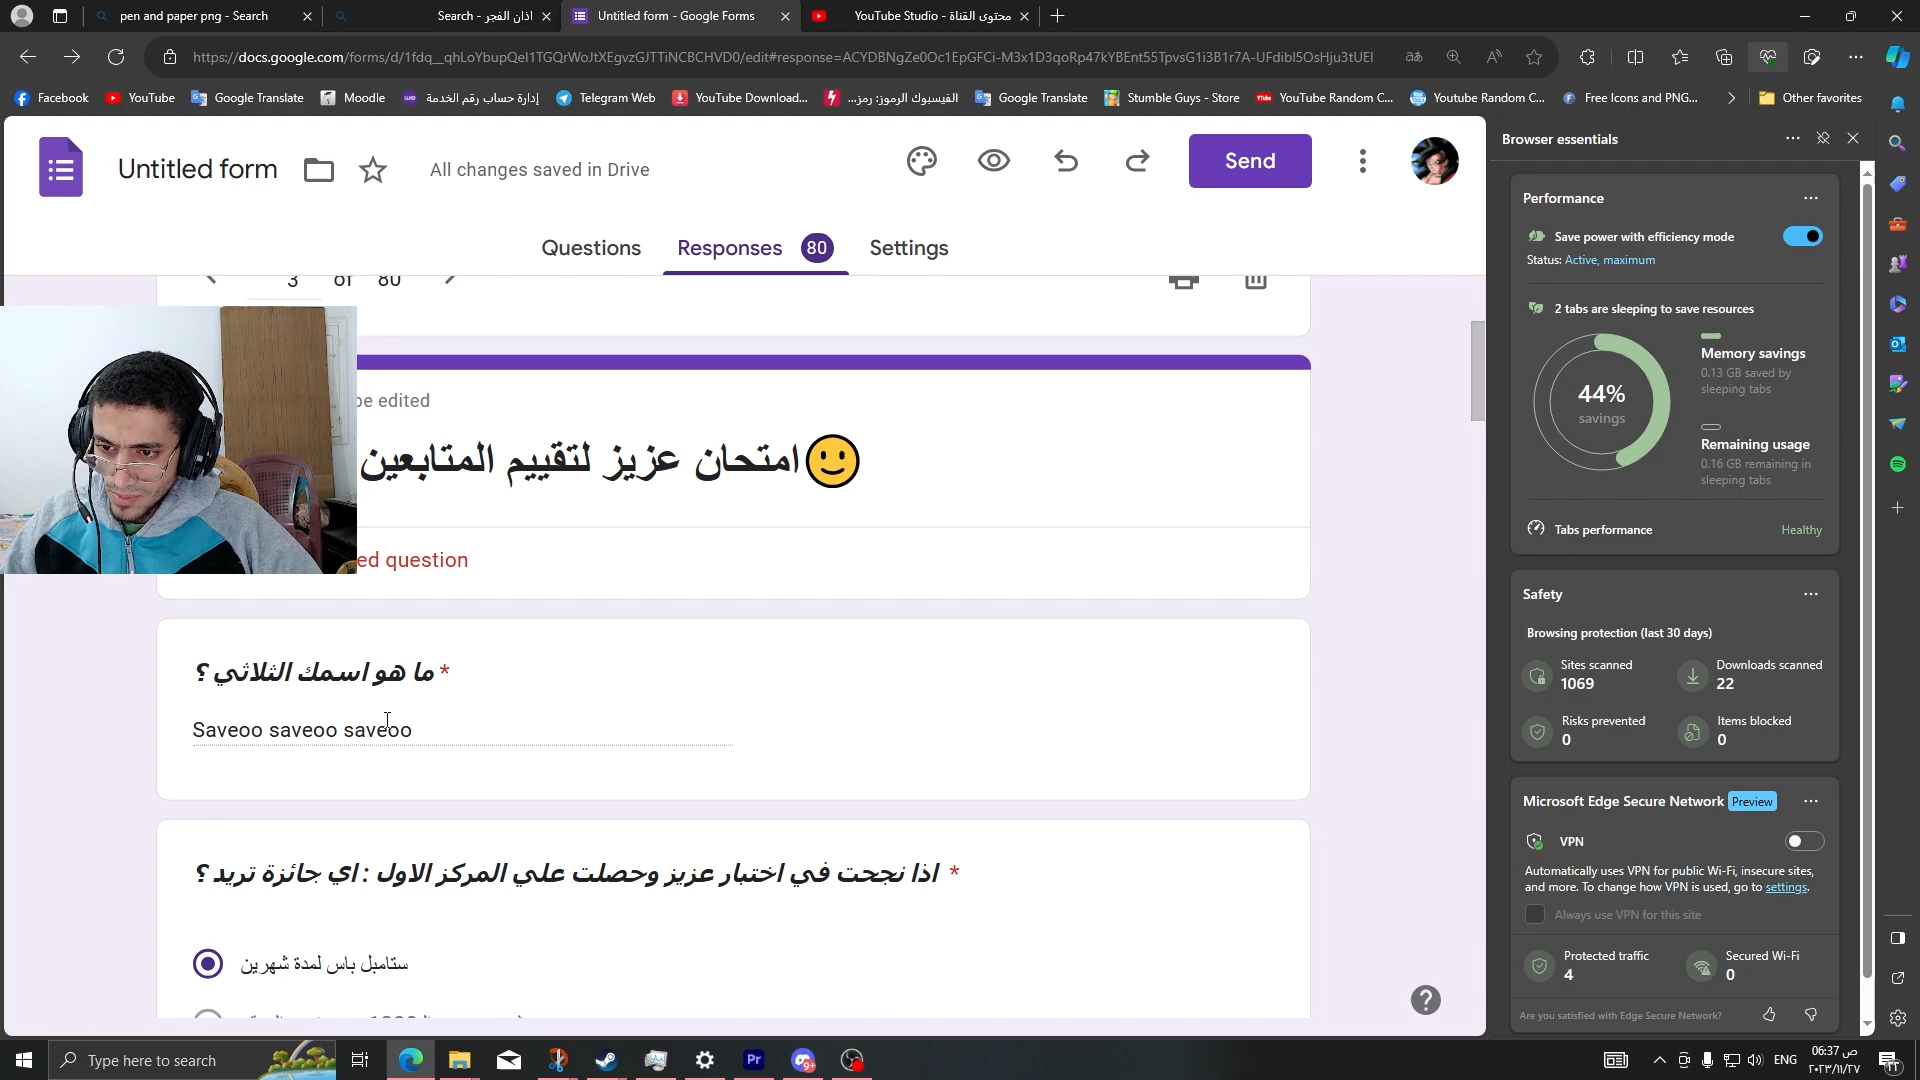 pen and paper png - Search
اذان الفجر - Search
Untitled form - Google Forms
محتوى القناة - YouTube Studio
https://docs.google.com/forms/d/1fdq__qhLoYbupQeI1TGQrWoJtXEgvzGJTTiNCBCHVD0/edit#response=ACYDBNgZe0Oc1EpGFCi-M3x1D3qoRp47kYBEnt55TpvsG1i3B1r7A-UFdibI5OsHju3tUEI
Facebook
YouTube
Google Translate
Moodle
إدارة حساب رقم الخدمة
Telegram Web
YouTube Download...
الفيسبوك الرموز: رمز...
Google Translate
Stumble Guys - Store
YouTube Random C...
Youtube Random C...
Free Icons and PNG...
Other favorites
Untitled form
All changes saved in Drive
Send
Questions
Responses 80
Settings
3 of 80
be edited
امتحان عزيز لتقييم المتابعين🙂
ed question
ما هو اسمك الثلاثي ؟ *
Saveoo saveoo saveoo
اذا نجحت في اختبار عزيز وحصلت علي المركز الاول : اي جائزة تريد ؟ *
ستامبل باس لمدة شهرين
Browser essentials
Performance
Save power with efficiency mode
Status: Active, maximum
2 tabs are sleeping to save resources
44%
savings
Memory savings
0.13 GB saved by
sleeping tabs
Remaining usage
0.16 GB remaining in
sleeping tabs
Tabs performance
Healthy
Safety
Browsing protection (last 30 days)
Sites scanned
1069
Downloads scanned
22
Risks prevented
0
Items blocked
0
Microsoft Edge Secure Network Preview
VPN
Automatically uses VPN for public Wi-Fi, insecure sites,
and more. To change how VPN is used, go to settings.
Always use VPN for this site
Protected traffic
4
Secured Wi-Fi
0
Are you satisfied with Edge Secure Network?
Type here to search
Pr
9+
ENG
06:37 ص
٢٠٢٣/١١/٢٧